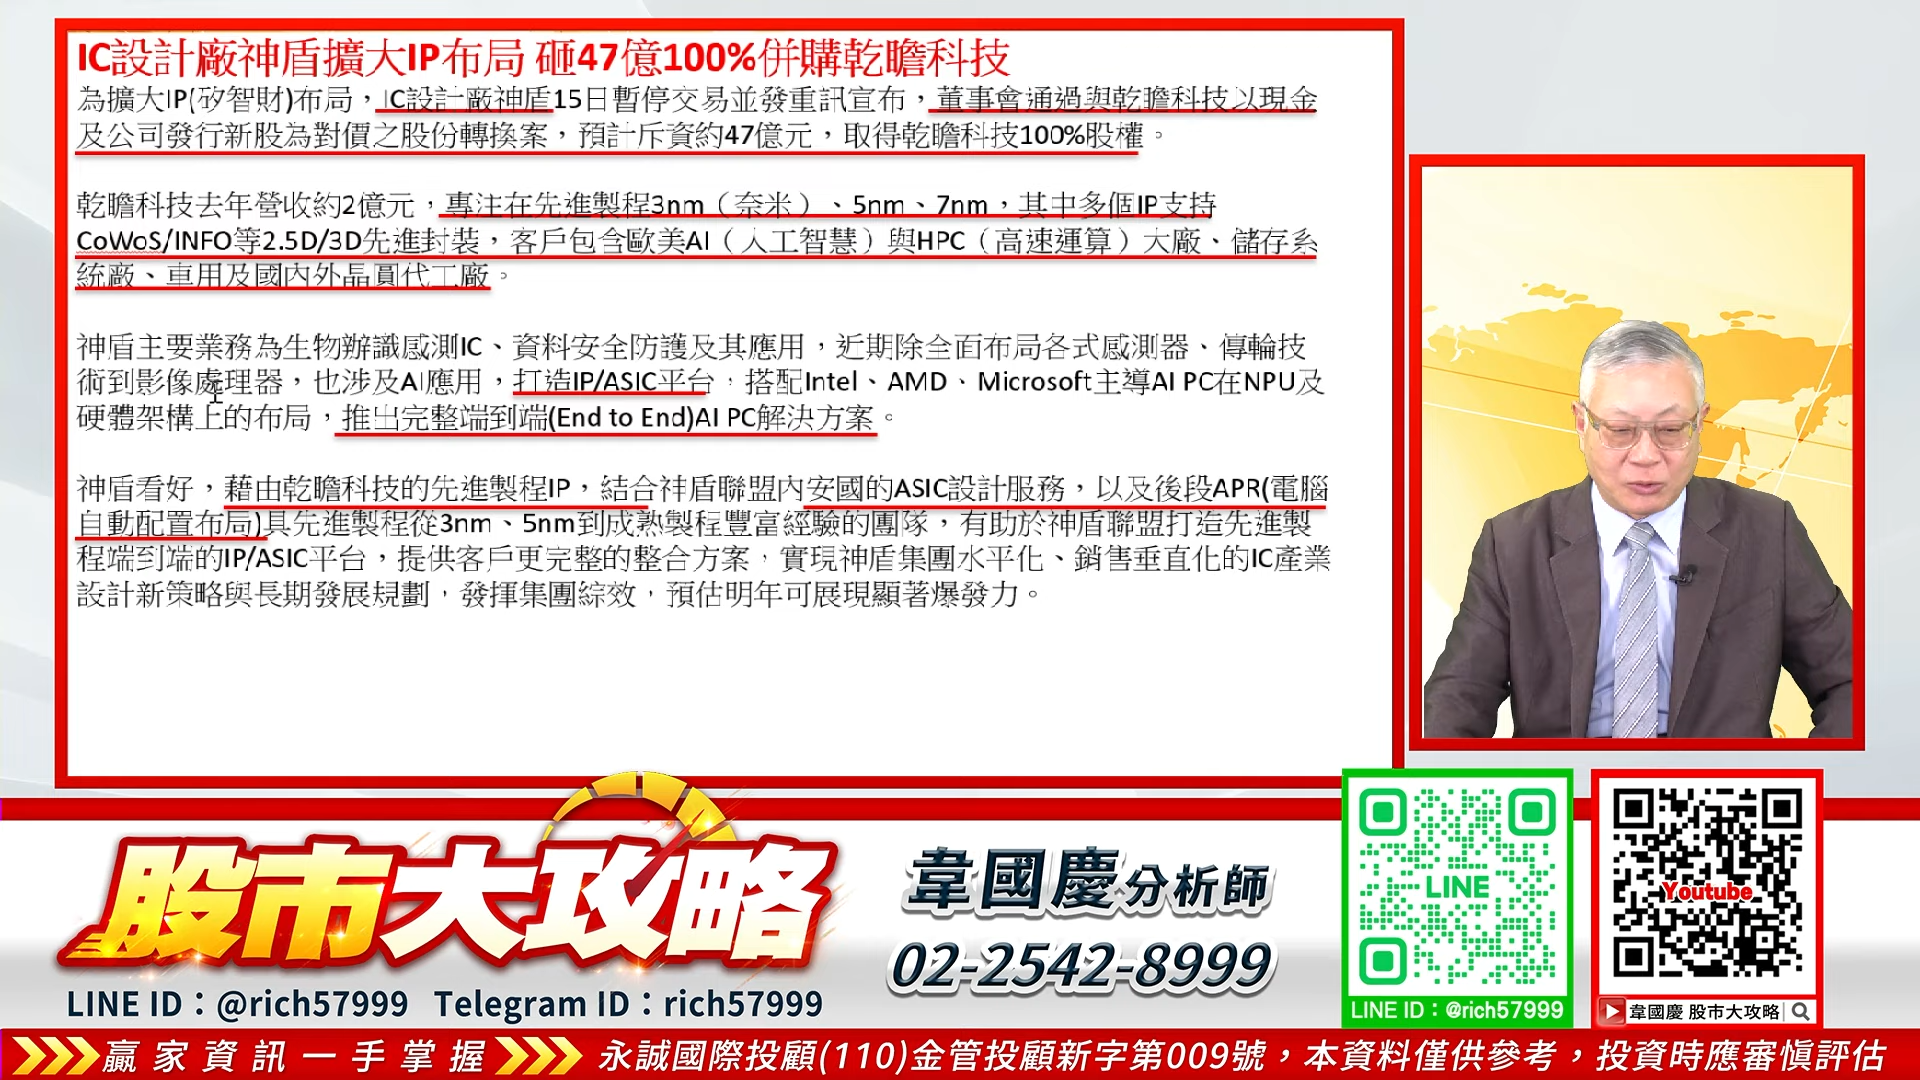 IC設計廠神盾擴大IP布局 砸47億100%併購乾瞻科技
為擴大IP(矽智財)布局，IC設計廠神盾15日暫停交易並發重訊宣布，董事會通過與乾瞻科技以現金
及公司發行新股為對價之股份轉換案，預計斥資約47億元，取得乾瞻科技100%股權。
乾瞻科技去年營收約2億元，專注在先進製程3nm（奈米）、5nm、7nm，其中多個IP支持
CoWoS/INFO等2.5D/3D先進封裝，客戶包含歐美AI（人工智慧）與HPC（高速運算）大廠、儲存系
統廠、車用及國內外晶圓代工廠。
神盾主要業務為生物辨識感測IC、資料安全防護及其應用，近期除全面布局各式感測器、傳輸技
術到影像處理器，也涉及AI應用，打造IP/ASIC平台，搭配Intel、AMD、Microsoft主導AI PC在NPU及
硬體架構上的布局，推出完整端到端(End to End)AI PC解決方案。
神盾看好，藉由乾瞻科技的先進製程IP，結合神盾聯盟內安國的ASIC設計服務，以及後段APR(電腦
自動配置布局)具先進製程從3nm、5nm到成熟製程豐富經驗的團隊，有助於神盾聯盟打造先進製
程端到端的IP/ASIC平台，提供客戶更完整的整合方案，實現神盾集團水平化、銷售垂直化的IC產業
設計新策略與長期發展規劃，發揮集團綜效，預估明年可展現顯著爆發力。
股市大攻略
LINE ID：@rich57999 Telegram ID：rich57999
韋國慶分析師
02-2542-8999
LINE
LINE ID：@rich57999
Youtube
韋國慶 股市大攻略
贏家資訊一手掌握
永誠國際投顧(110)金管投顧新字第009號，本資料僅供參考，投資時應審慎評估